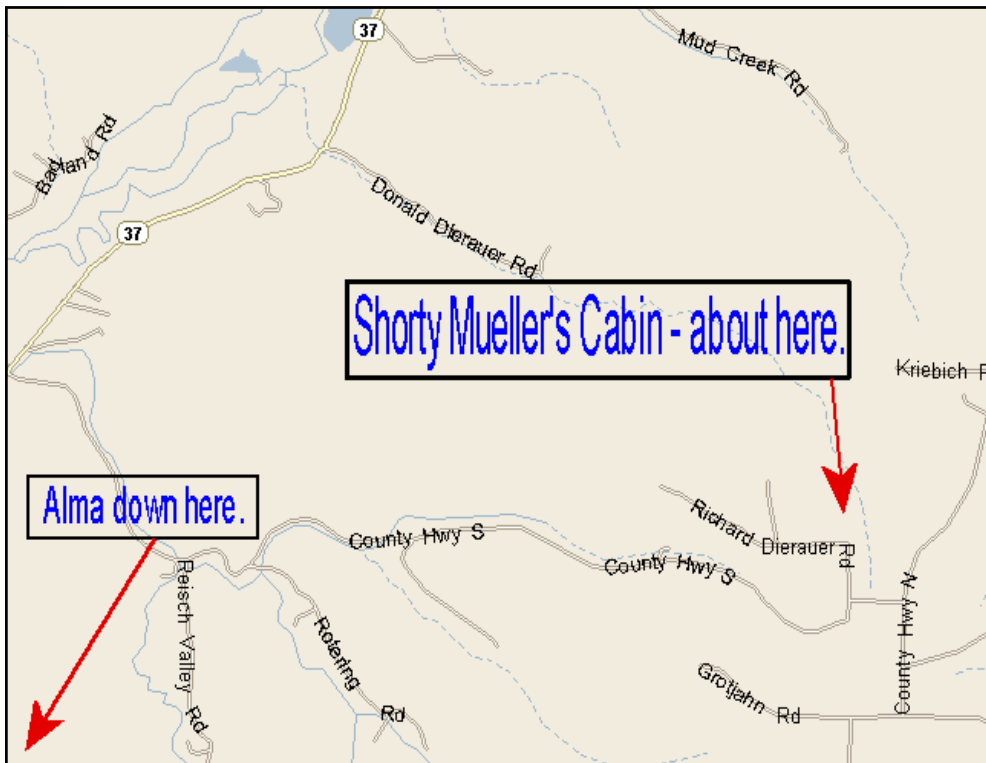 37
Mud Creek Rd
Badland Rd
Donald Dierauer Rd
37
Shorty Mueller's Cabin - about here.
Kriebich R
Alma down here.
Richard Dierauer Rd
County Hwy S
County Hwy S
Reisch Valley Rd
Rotering Rd
County Hwy N
Grotjahn Rd